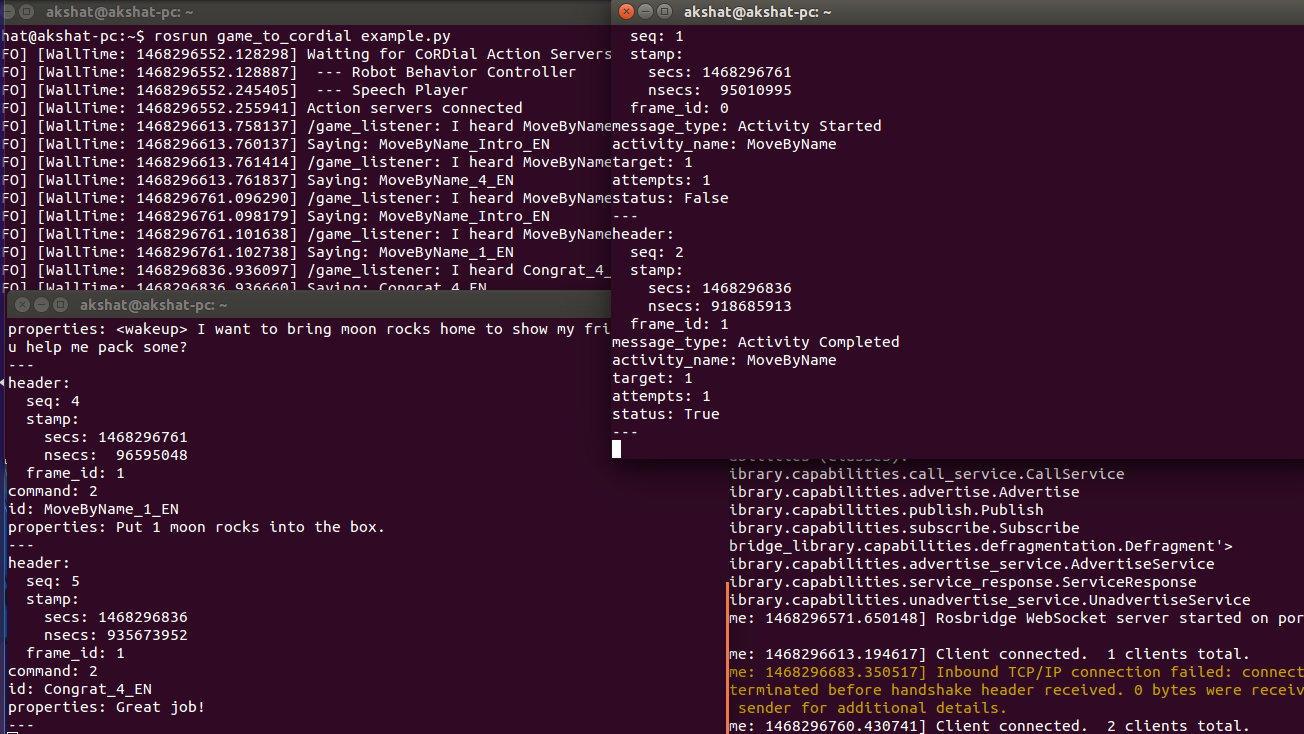 akshat@akshat-pc: ~
hat@akshat-pc:~$ rosrun game_to_cordial example.py
FO] [WallTime: 1468296552.128298] Waiting for CoRDial Action Servers
FO] [WallTime: 1468296552.128887]  --- Robot Behavior Controller
FO] [WallTime: 1468296552.245405]  --- Speech Player
FO] [WallTime: 1468296552.255941] Action servers connected
FO] [WallTime: 1468296613.758137] /game_listener: I heard MoveByName
FO] [WallTime: 1468296613.760137] Saying: MoveByName_Intro_EN
FO] [WallTime: 1468296613.761414] /game_listener: I heard MoveByName
FO] [WallTime: 1468296613.761837] Saying: MoveByName_4_EN
FO] [WallTime: 1468296761.096290] /game_listener: I heard MoveByName
FO] [WallTime: 1468296761.098179] Saying: MoveByName_Intro_EN
FO] [WallTime: 1468296761.101638] /game_listener: I heard MoveByName
FO] [WallTime: 1468296761.102738] Saying: MoveByName_1_EN
FO] [WallTime: 1468296836.936097] /game_listener: I heard Congrat_4_
FO] [WallTime: 1468296836.936660] Saying: Congrat_4_EN
akshat@akshat-pc: ~
seq: 1
stamp:
secs: 1468296761
nsecs:  95010995
frame_id: 0
message_type: Activity Started
activity_name: MoveByName
target: 1
attempts: 1
status: False
---
header:
seq: 2
stamp:
secs: 1468296836
nsecs: 918685913
frame_id: 1
message_type: Activity Completed
activity_name: MoveByName
target: 1
attempts: 1
status: True
---
akshat@akshat-pc: ~
properties: <wakeup> I want to bring moon rocks home to show my fri
u help me pack some?
---
header:
seq: 4
stamp:
secs: 1468296761
nsecs:  96595048
frame_id: 1
command: 2
id: MoveByName_1_EN
properties: Put 1 moon rocks into the box.
---
header:
seq: 5
stamp:
secs: 1468296836
nsecs: 935673952
frame_id: 1
command: 2
id: Congrat_4_EN
properties: Great job!
---
ibrary.capabilities.call_service.CallService
ibrary.capabilities.advertise.Advertise
ibrary.capabilities.publish.Publish
ibrary.capabilities.subscribe.Subscribe
bridge_library.capabilities.defragmentation.Defragment'>
ibrary.capabilities.advertise_service.AdvertiseService
ibrary.capabilities.service_response.ServiceResponse
ibrary.capabilities.unadvertise_service.UnadvertiseService
me: 1468296571.650148] Rosbridge WebSocket server started on por
me: 1468296613.194617] Client connected.  1 clients total.
me: 1468296683.350517] Inbound TCP/IP connection failed: connect
terminated before handshake header received. 0 bytes were receiv
sender for additional details.
me: 1468296760.430741] Client connected.  2 clients total.